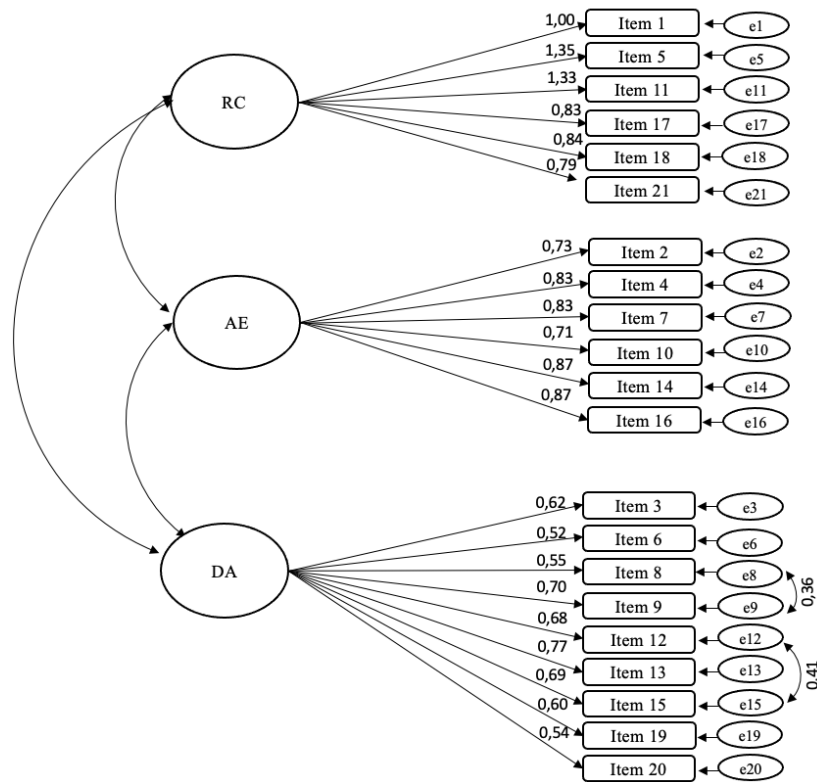 1,00 Item 1 e1
1,35 Item 5 e5
RC
1,33 Item 11 e11
0,83 Item 17 e17
0,84 Item 18 e18
0,79 Item 21 e21
0,73 Item 2 e2
0,83 Item 4 e4
AE
0,83 Item 7 e7
0,71 Item 10 e10
0,87 Item 14 e14
0,87 Item 16 e16
0,62 Item 3 e3
0,52 Item 6 e6
DA
0,55 Item 8 e8
0,36
0,70 Item 9 e9
0,68 Item 12 e12
0,41
0,77 Item 13 e13
0,69 Item 15 e15
0,60 Item 19 e19
0,54 Item 20 e20